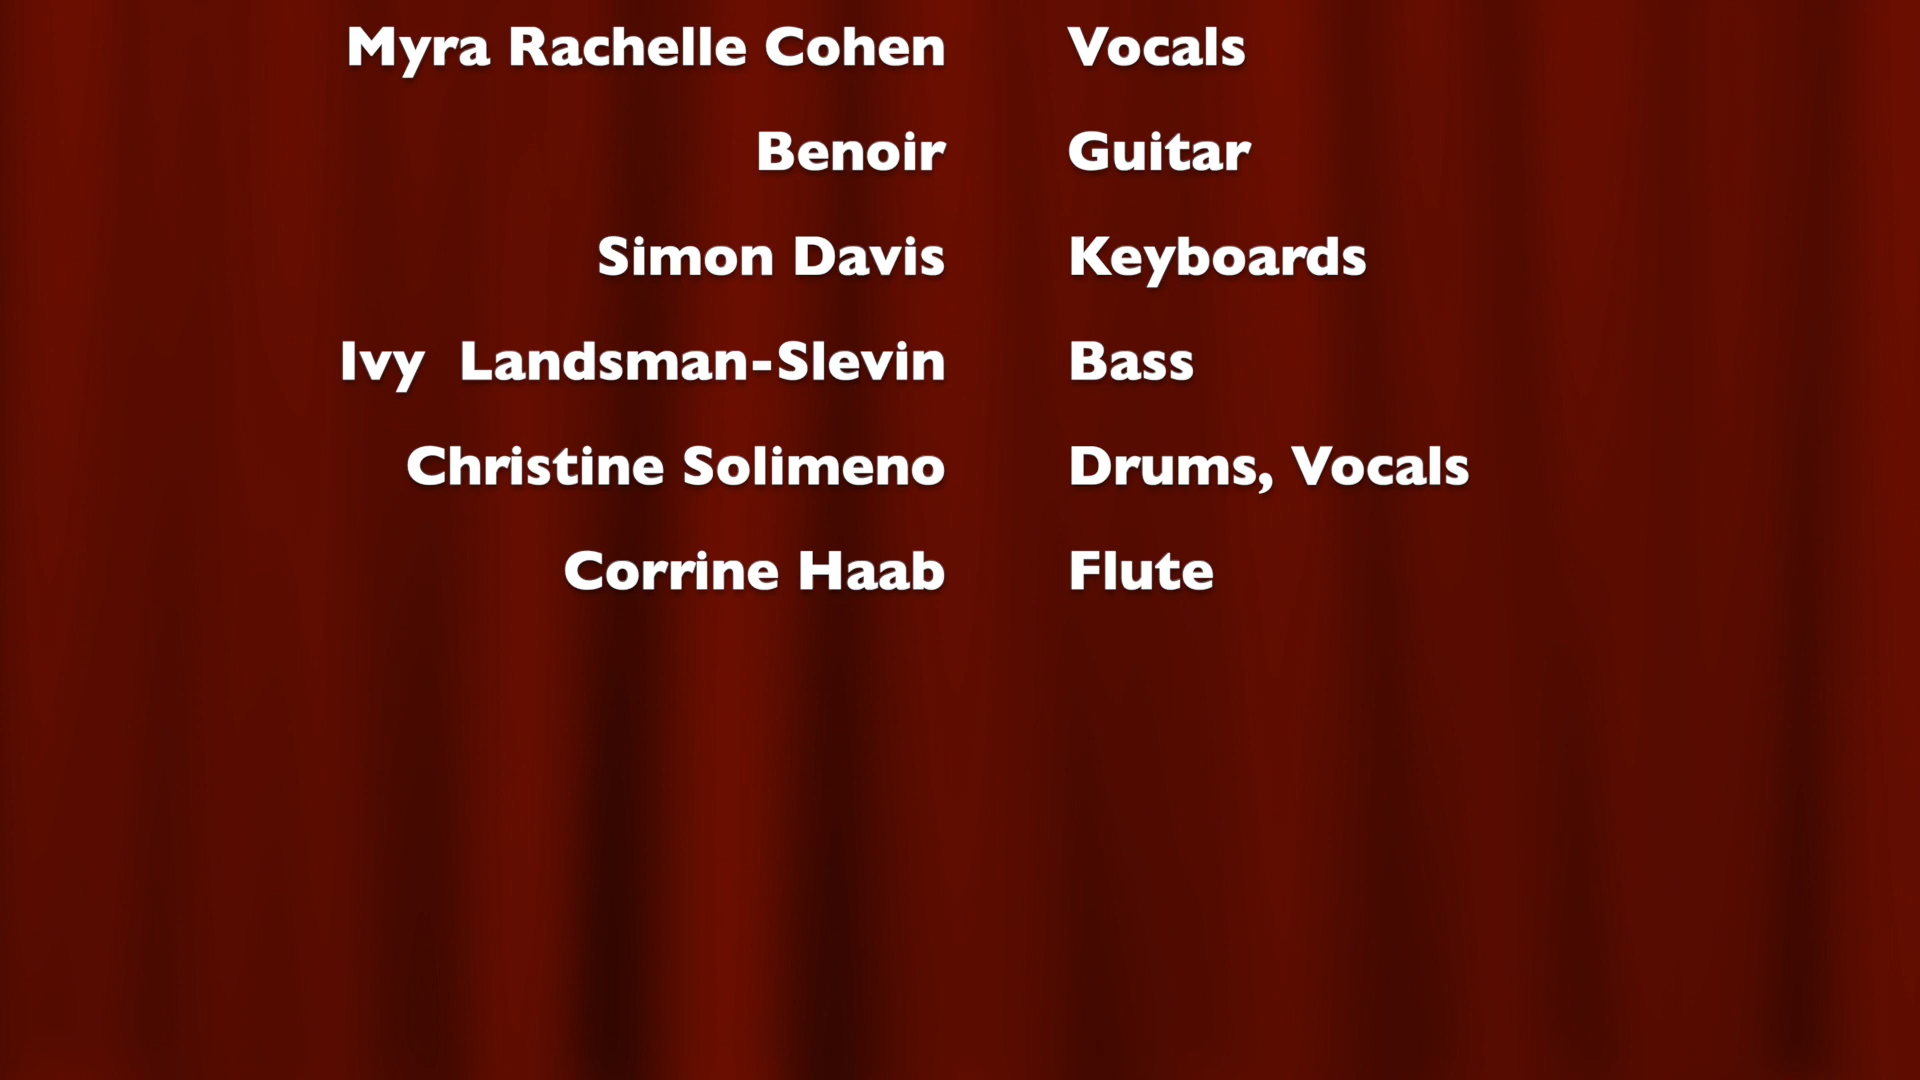 Myra Rachelle Cohen Vocals
Benoir Guitar
Simon Davis Keyboards
Ivy  Landsman-Slevin Bass
Christine Solimeno Drums, Vocals
Corrine Haab Flute